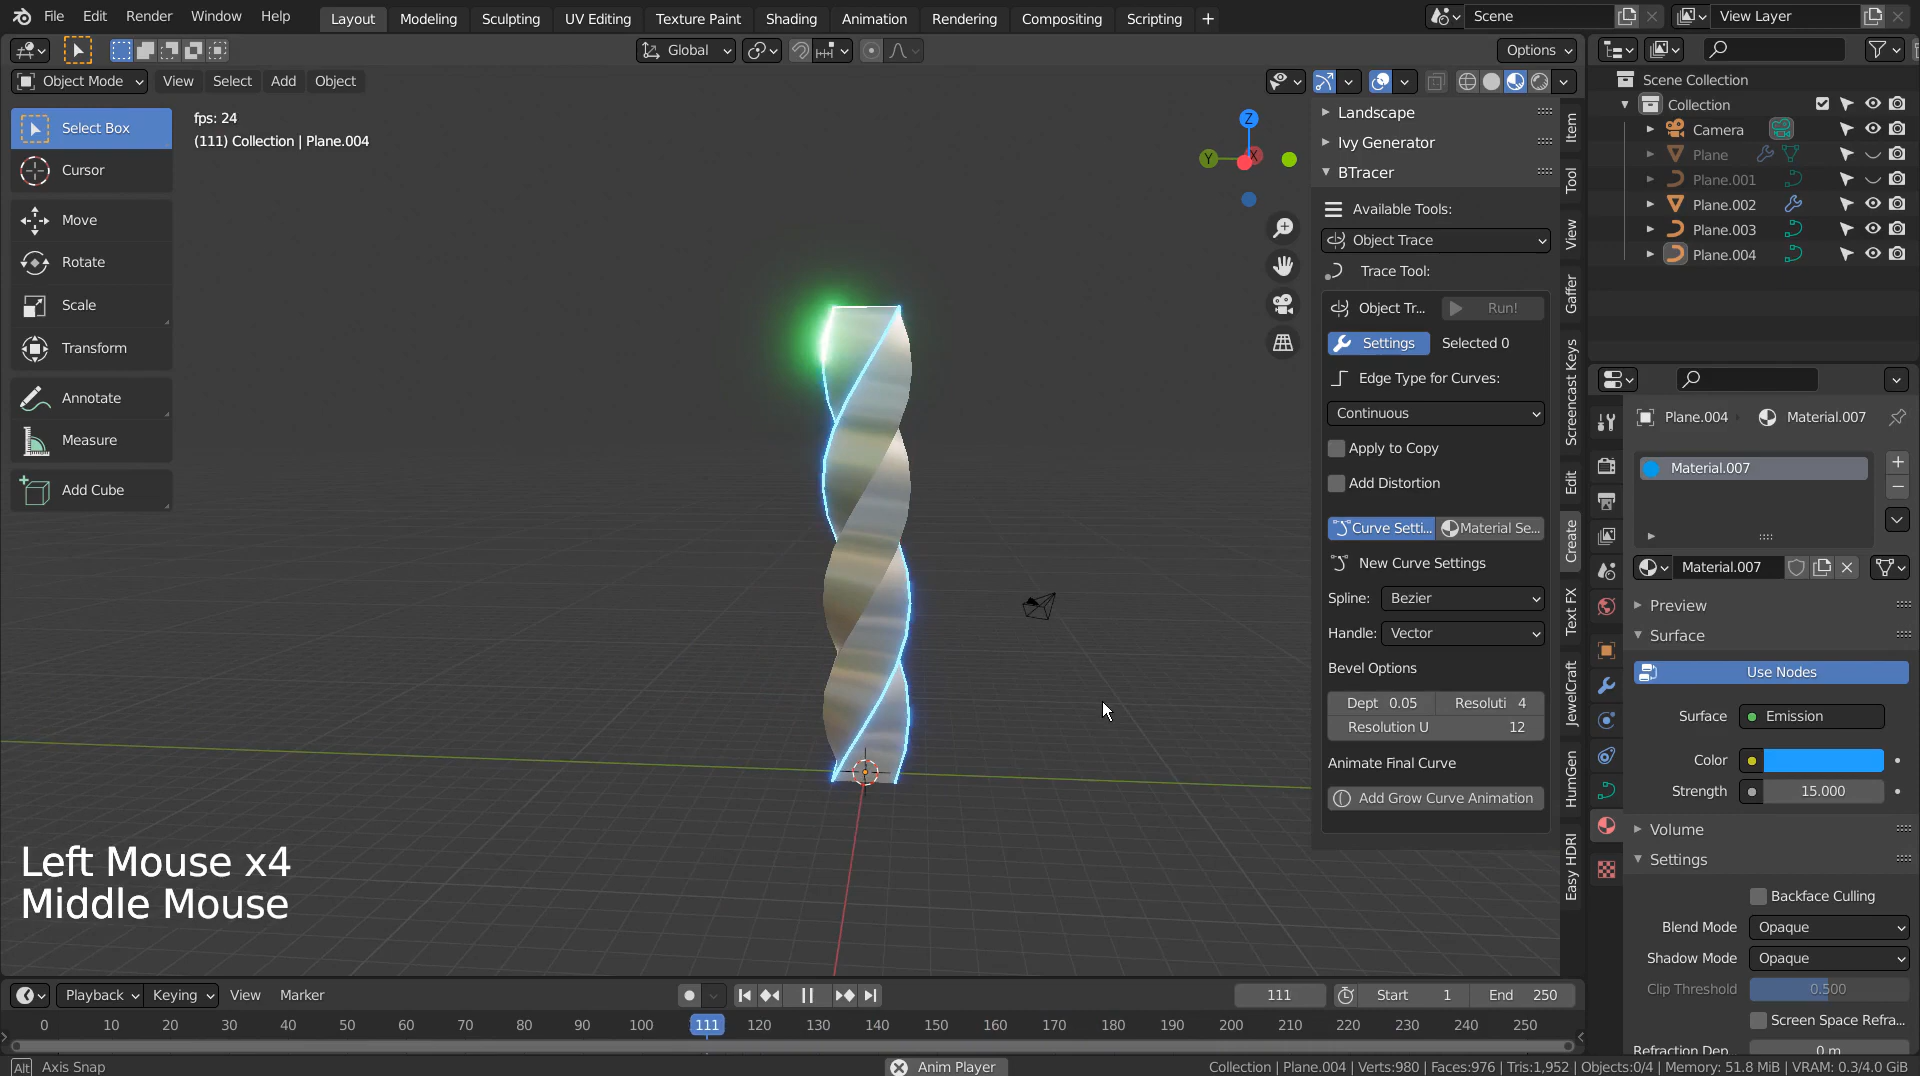 File Edit Render Window Help Layout Modeling Sculpting UV Editing Texture Paint Shading Animation Rendering Compositing Scripting + Scene View Layer
Global Options
Object Mode View Select Add Object
Select Box
Cursor
Move
Rotate
Scale
Transform
Annotate
Measure
Add Cube
fps: 24
(111) Collection | Plane.004
Z
Y
X
Landscape
Ivy Generator
BTracer
Available Tools:
Object Trace
Trace Tool:
Object Tr... Run!
Settings Selected 0
Edge Type for Curves:
Continuous
Apply to Copy
Add Distortion
Curve Setti... Material Se...
New Curve Settings
Spline: Bezier
Handle: Vector
Bevel Options
Dept 0.05 Resoluti 4
Resolution U 12
Animate Final Curve
Add Grow Curve Animation
Item
Tool
View
Gaffer
Screencast Keys
Edit
Create
Text FX
JewelCraft
HumGen
Easy HDRI
Scene Collection
Collection
Camera
Plane
Plane.001
Plane.002
Plane.003
Plane.004
Plane.004 Material.007
Material.007
Material.007
Preview
Surface
Use Nodes
Surface Emission
Color
Strength 15.000
Volume
Settings
Backface Culling
Blend Mode Opaque
Shadow Mode Opaque
Clip Threshold 0.500
Screen Space Refra...
Refraction Dep. 0 m
Left Mouse x4
Middle Mouse
Playback Keying View Marker 111 Start 1 End 250
0 10 20 30 40 50 60 70 80 90 100 111 120 130 140 150 160 170 180 190 200 210 220 230 240 250
Alt Axis Snap Anim Player Collection | Plane.004 | Verts:980 | Faces:976 | Tris:1,952 | Objects:0/4 | Memory: 51.8 MiB | VRAM: 0.3/4.0 GiB